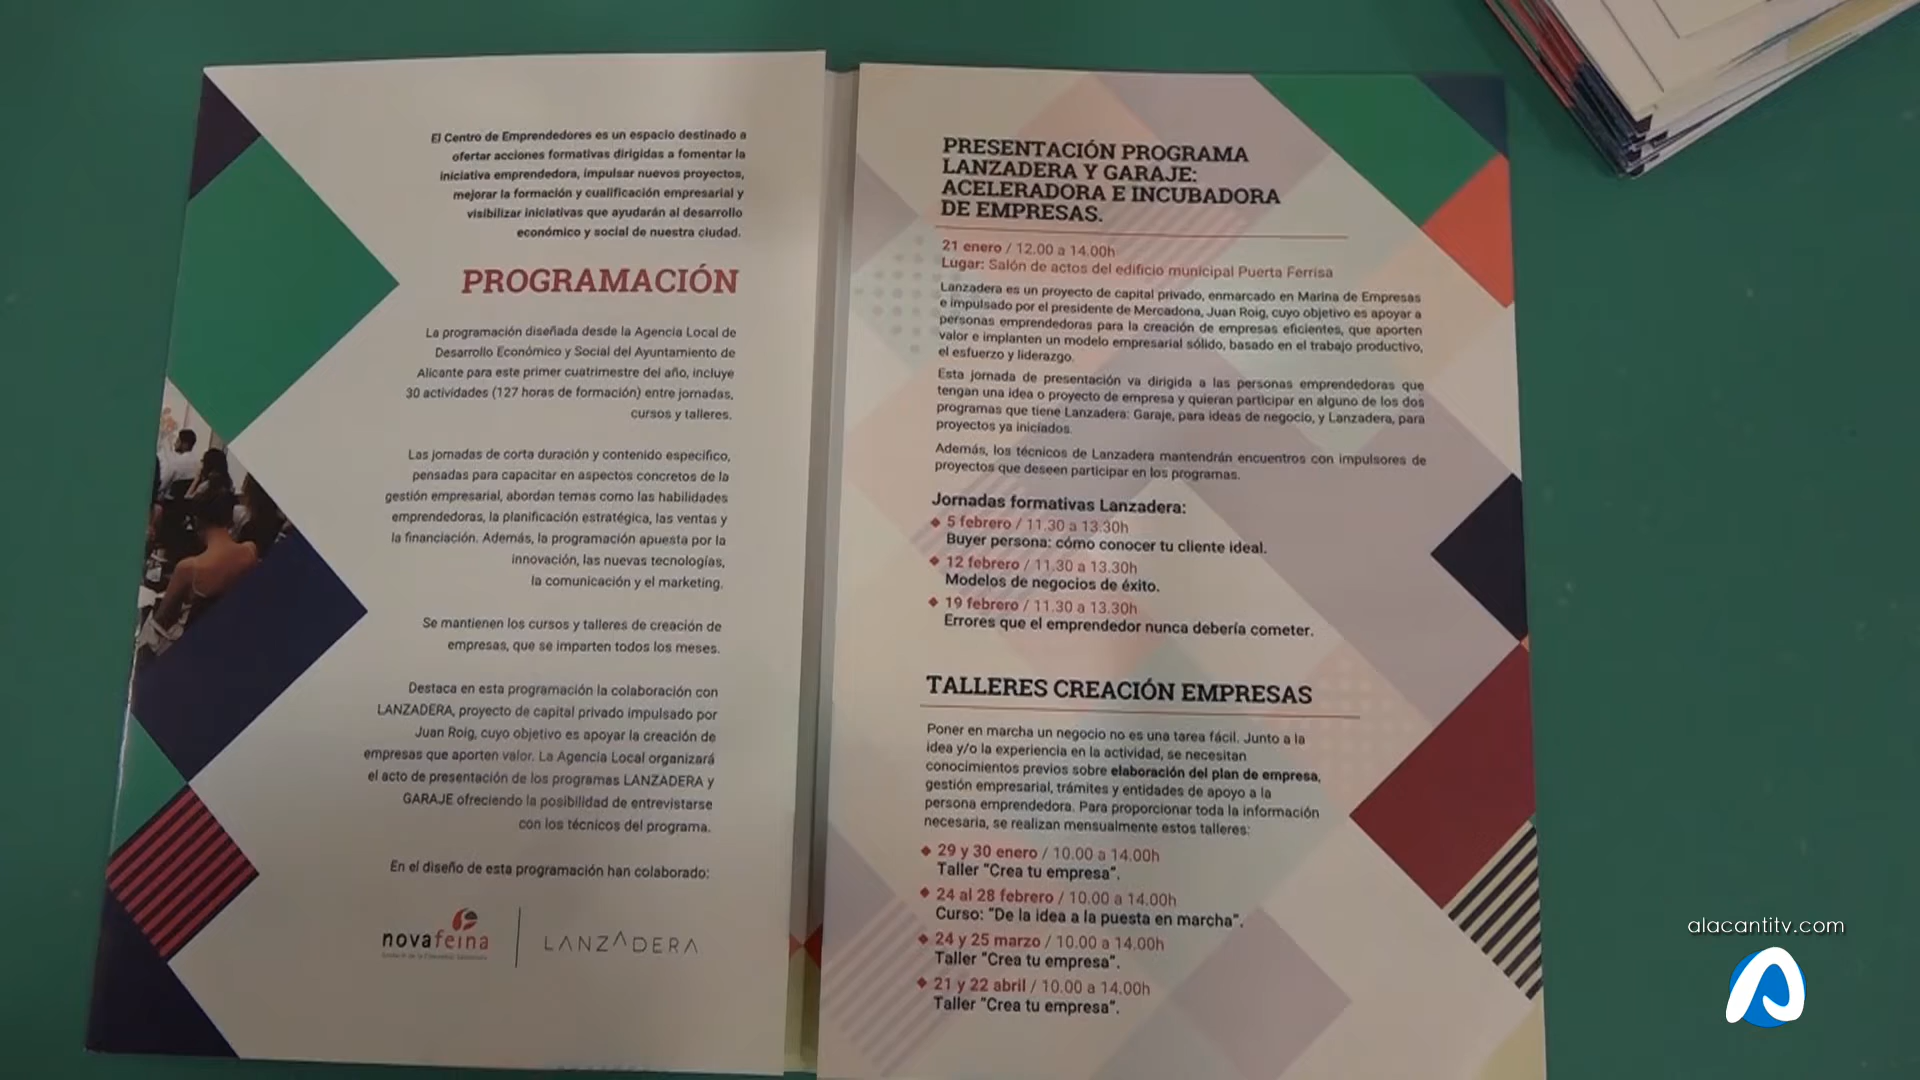 El Centro de Emprendedores es un espacio destinado a
ofertar acciones formativas dirigidas a fomentar la
iniciativa emprendedora, impulsar nuevos proyectos,
mejorar la formación y cualificación empresarial y
visibilizar iniciativas que ayudarán al desarrollo
económico y social de nuestra ciudad.
PROGRAMACIÓN
La programación diseñada desde la Agencia Local de
Desarrollo Económico y Social del Ayuntamiento de
Alicante para este primer cuatrimestre del año, incluye
30 actividades (127 horas de formación) entre jornadas,
cursos y talleres.
Las jornadas de corta duración y contenido específico,
pensadas para capacitar en aspectos concretos de la
gestión empresarial, abordan temas como las habilidades
emprendedoras, la planificación estratégica, las ventas y
la financiación. Además, la programación apuesta por la
innovación, las nuevas tecnologías,
la comunicación y el marketing.
Se mantienen los cursos y talleres de creación de
empresas, que se imparten todos los meses.
Destaca en esta programación la colaboración con
LANZADERA, proyecto de capital privado impulsado por
Juan Roig, cuyo objetivo es apoyar la creación de
empresas que aporten valor. La Agencia Local organizará
el acto de presentación de los programas LANZADERA y
GARAJE ofreciendo la posibilidad de entrevistarse
con los técnicos del programa.
En el diseño de esta programación han colaborado:
novafeina
LANZADERA
PRESENTACIÓN PROGRAMA
LANZADERA Y GARAJE:
ACELERADORA E INCUBADORA
DE EMPRESAS.
21 enero / 12.00 a 14.00h
Lugar: Salón de actos del edificio municipal Puerta Ferrisa
Lanzadera es un proyecto de capital privado, enmarcado en Marina de Empresas
e impulsado por el presidente de Mercadona, Juan Roig, cuyo objetivo es apoyar a
personas emprendedoras para la creación de empresas eficientes, que aporten
valor e implanten un modelo empresarial sólido, basado en el trabajo productivo,
el esfuerzo y liderazgo.
Esta jornada de presentación va dirigida a las personas emprendedoras que
tengan una idea o proyecto de empresa y quieran participar en alguno de los dos
programas que tiene Lanzadera: Garaje, para ideas de negocio, y Lanzadera, para
proyectos ya iniciados.
Además, los técnicos de Lanzadera mantendrán encuentros con impulsores de
proyectos que deseen participar en los programas.
Jornadas formativas Lanzadera:
◆ 5 febrero / 11.30 a 13.30h
Buyer persona: cómo conocer tu cliente ideal.
◆ 12 febrero / 11.30 a 13.30h
Modelos de negocios de éxito.
◆ 19 febrero / 11.30 a 13.30h
Errores que el emprendedor nunca debería cometer.
TALLERES CREACIÓN EMPRESAS
Poner en marcha un negocio no es una tarea fácil. Junto a la
idea y/o la experiencia en la actividad, se necesitan
conocimientos previos sobre elaboración del plan de empresa,
gestión empresarial, trámites y entidades de apoyo a la
persona emprendedora. Para proporcionar toda la información
necesaria, se realizan mensualmente estos talleres:
◆ 29 y 30 enero / 10.00 a 14.00h
Taller "Crea tu empresa".
◆ 24 al 28 febrero / 10.00 a 14.00h
Curso: "De la idea a la puesta en marcha".
◆ 24 y 25 marzo / 10.00 a 14.00h
Taller "Crea tu empresa".
◆ 21 y 22 abril / 10.00 a 14.00h
Taller "Crea tu empresa".
alacantitv.com